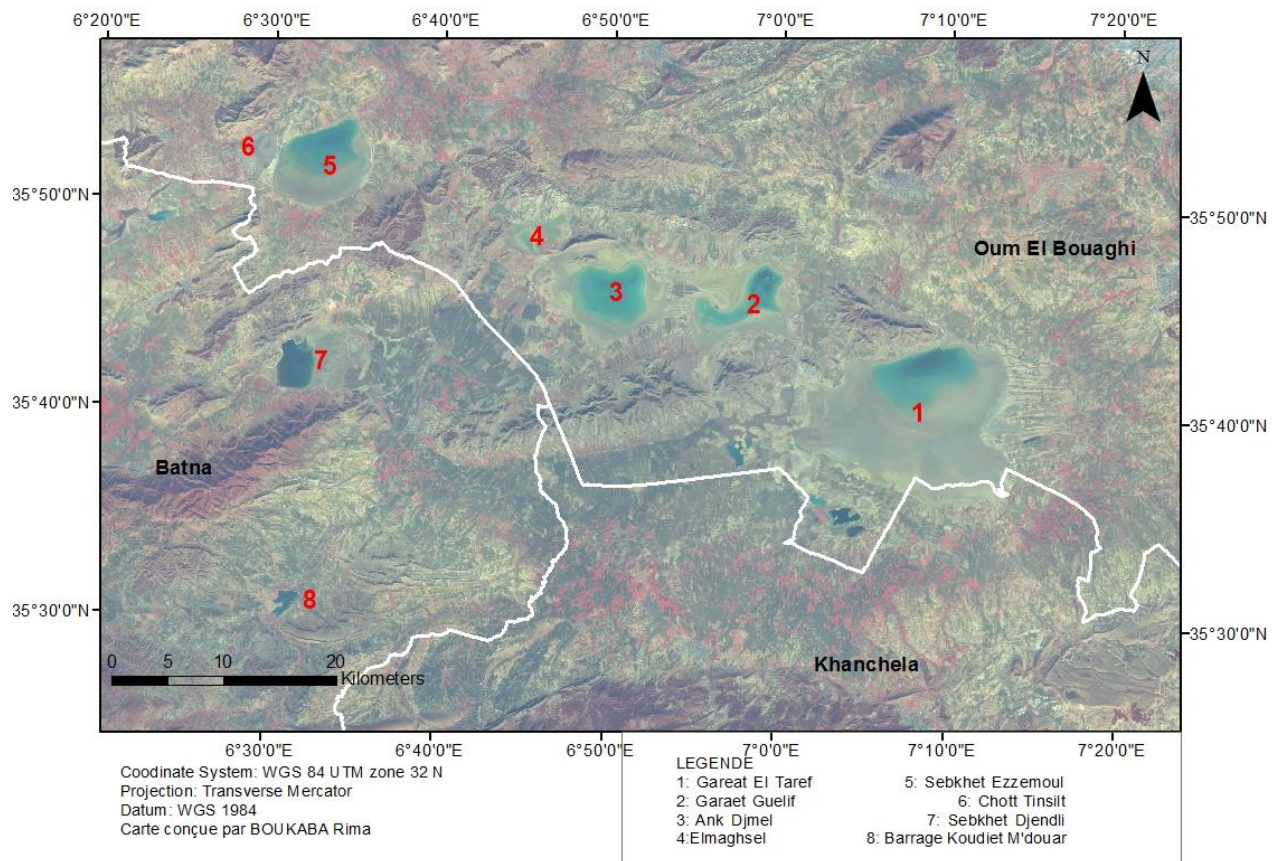 6°20'0"E 6°30'0"E 6°40'0"E 6°50'0"E 7°0'0"E 7°10'0"E 7°20'0"E
N
6
5
35°50'0"N
35°50'0"N
4
Oum El Bouaghi
3
2
7
35°40'0"N
1
35°40'0"N
Batna
35°30'0"N
8
35°30'0"N
0 5 10 20
Kilometers
Khanchela
6°30'0"E 6°40'0"E 6°50'0"E 7°0'0"E 7°10'0"E 7°20'0"E
Coodinate System: WGS 84 UTM zone 32 N
Projection: Transverse Mercator
Datum: WGS 1984
Carte conçue par BOUKABA Rima
LEGENDE
1: Gareat El Taref
2: Garaet Guelif
3: Ank Djmel
4:Elmaghsel
5: Sebkhet Ezzemoul
6: Chott Tinsilt
7: Sebkhet Djendli
8: Barrage Koudiet M'douar